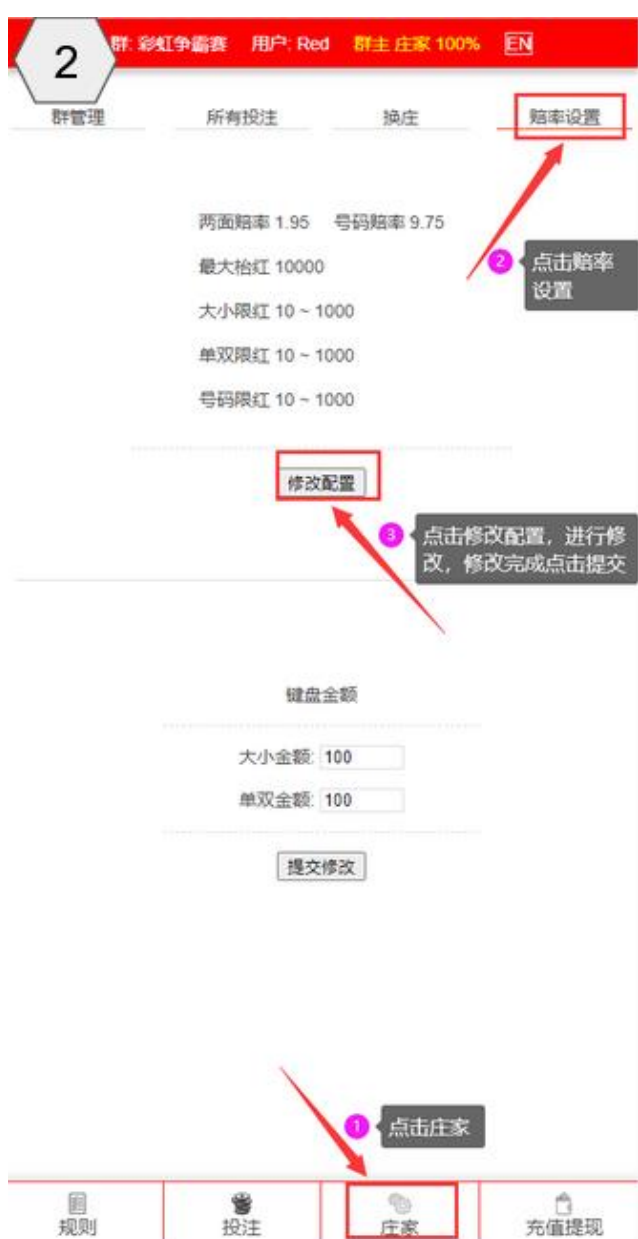 2
群: 彩虹争霸赛 用户: Red 群主 庄家 100% EN
群管理 所有投注 换庄 赔率设置
两面赔率 1.95 号码赔率 9.75
2 点击赔率
设置
最大枱红 10000
大小限红 10 ~ 1000
单双限红 10 ~ 1000
号码限红 10 ~ 1000
修改配置
3 点击修改配置，进行修
改，修改完成点击提交
键盘金额
大小金额: 100
单双金额: 100
提交修改
1 点击庄家
规则 投注 庄家 充值提现